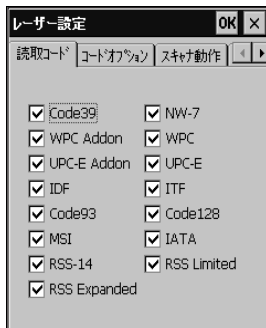 レーザー設定 OK ×
読取コード コードオプション スキャナ動作
Code39 NW-7
WPC Addon WPC
UPC-E Addon UPC-E
IDF ITF
Code93 Code128
MSI IATA
RSS-14 RSS Limited
RSS Expanded